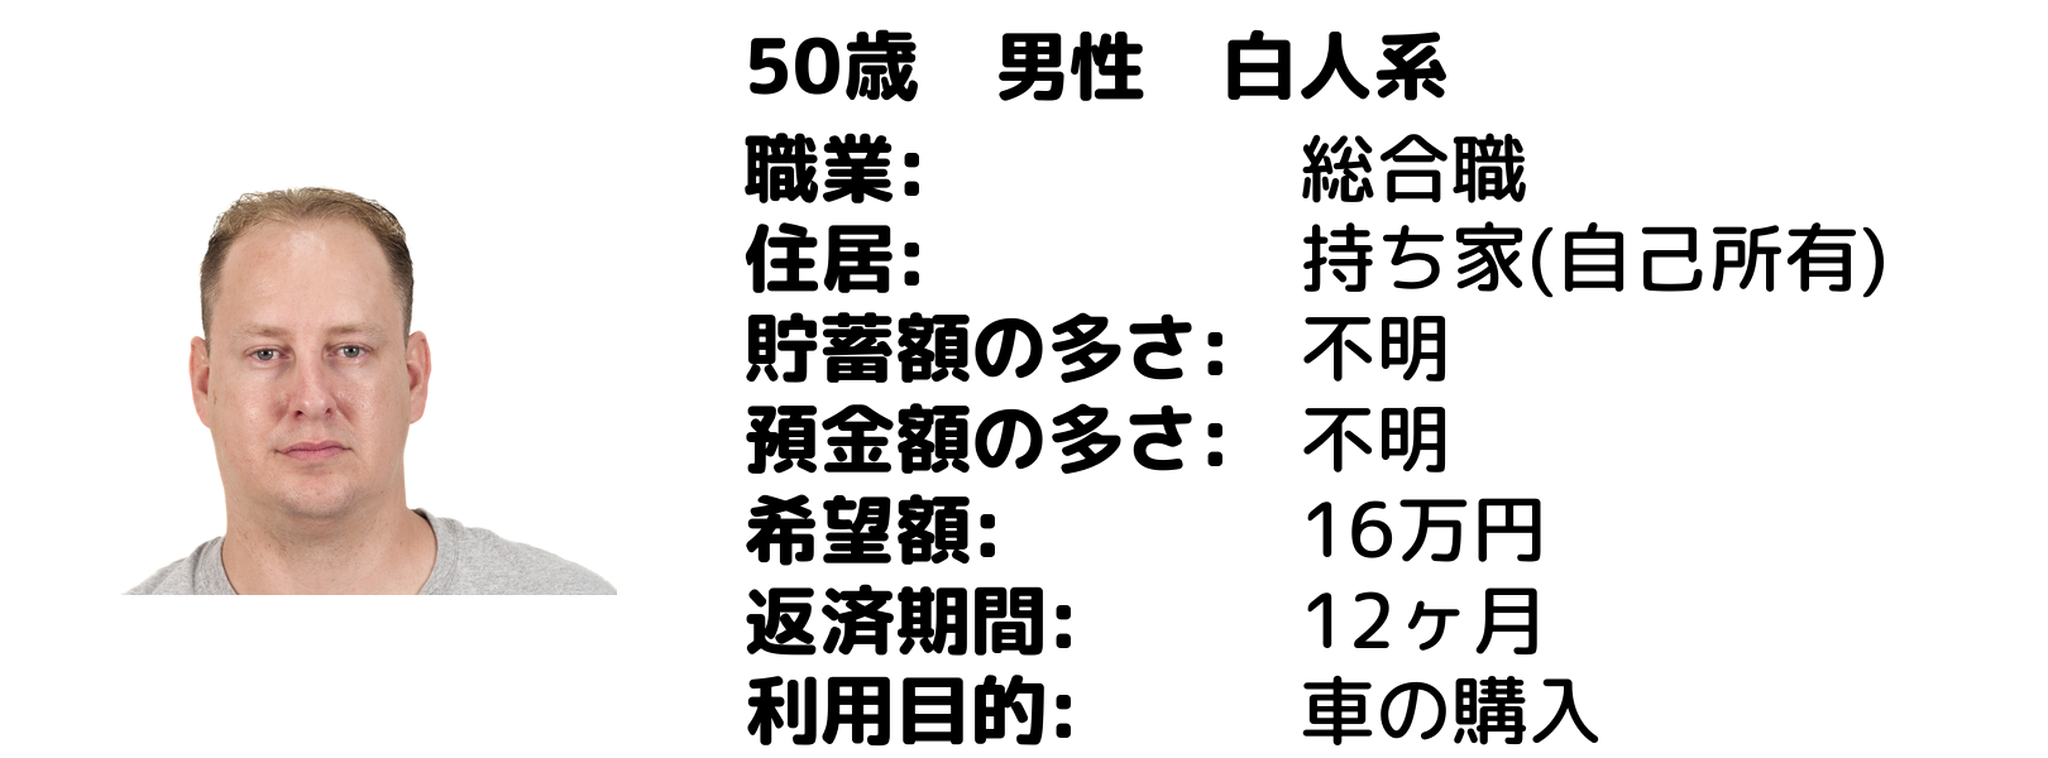 50歳　男性　白人系
職業: 総合職
住居: 持ち家(自己所有)
貯蓄額の多さ: 不明
預金額の多さ: 不明
希望額: 16万円
返済期間: 12ヶ月
利用目的: 車の購入